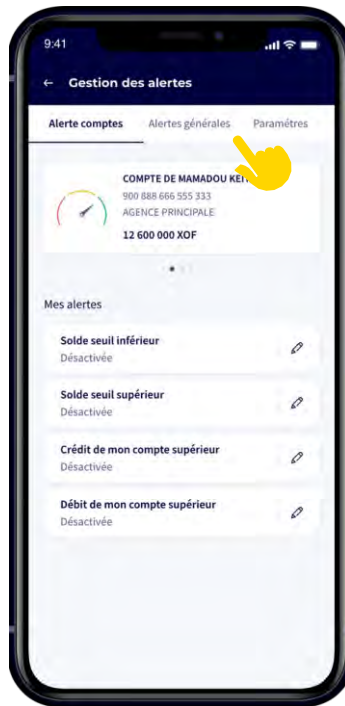 9:41
← Gestion des alertes
Alerte comptes Alertes générales Paramétres
COMPTE DE MAMADOU
900 888 666 555 333
AGENCE PRINCIPALE
12 600 000 XOF
Mes alertes
Solde seuil inférieur
Désactivée
Solde seuil supérieur
Désactivée
Crédit de mon compte supérieur
Désactivée
Débit de mon compte supérieur
Désactivée